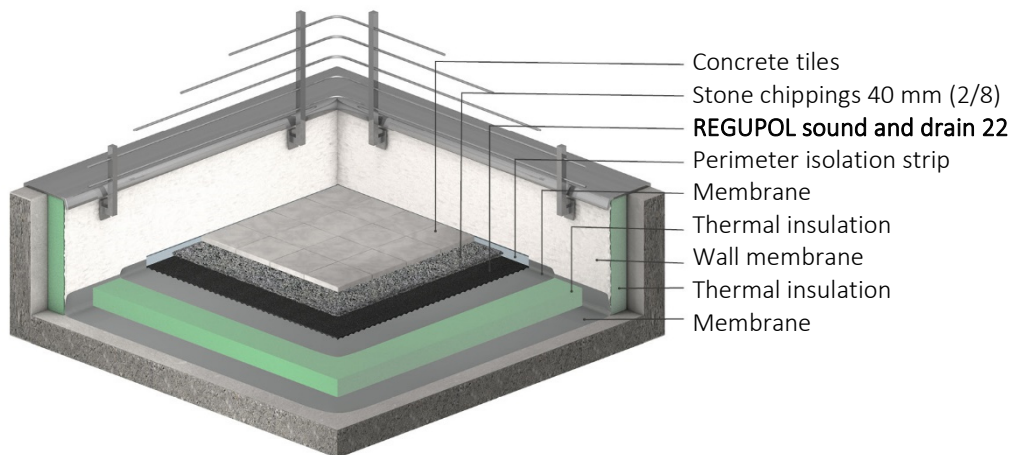 Concrete tiles
Stone chippings 40 mm (2/8)
REGUPOL sound and drain 22
Perimeter isolation strip
Membrane
Thermal insulation
Wall membrane
Thermal insulation
Membrane